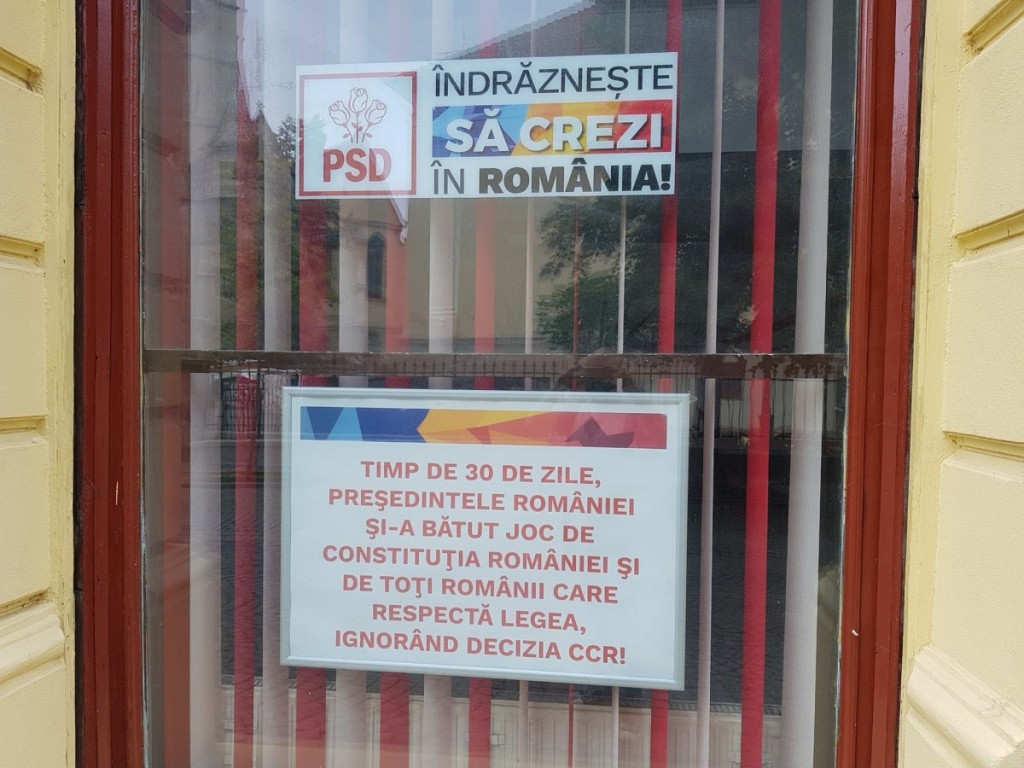 PSD
ÎNDRĂZNEȘTE
SĂ CREZI
ÎN ROMÂNIA!
TIMP DE 30 DE ZILE,
PREŞEDINTELE ROMÂNIEI
ŞI-A BĂTUT JOC DE
CONSTITUŢIA ROMÂNIEI ŞI
DE TOŢI ROMÂNII CARE
RESPECTĂ LEGEA,
IGNORÂND DECIZIA CCR!